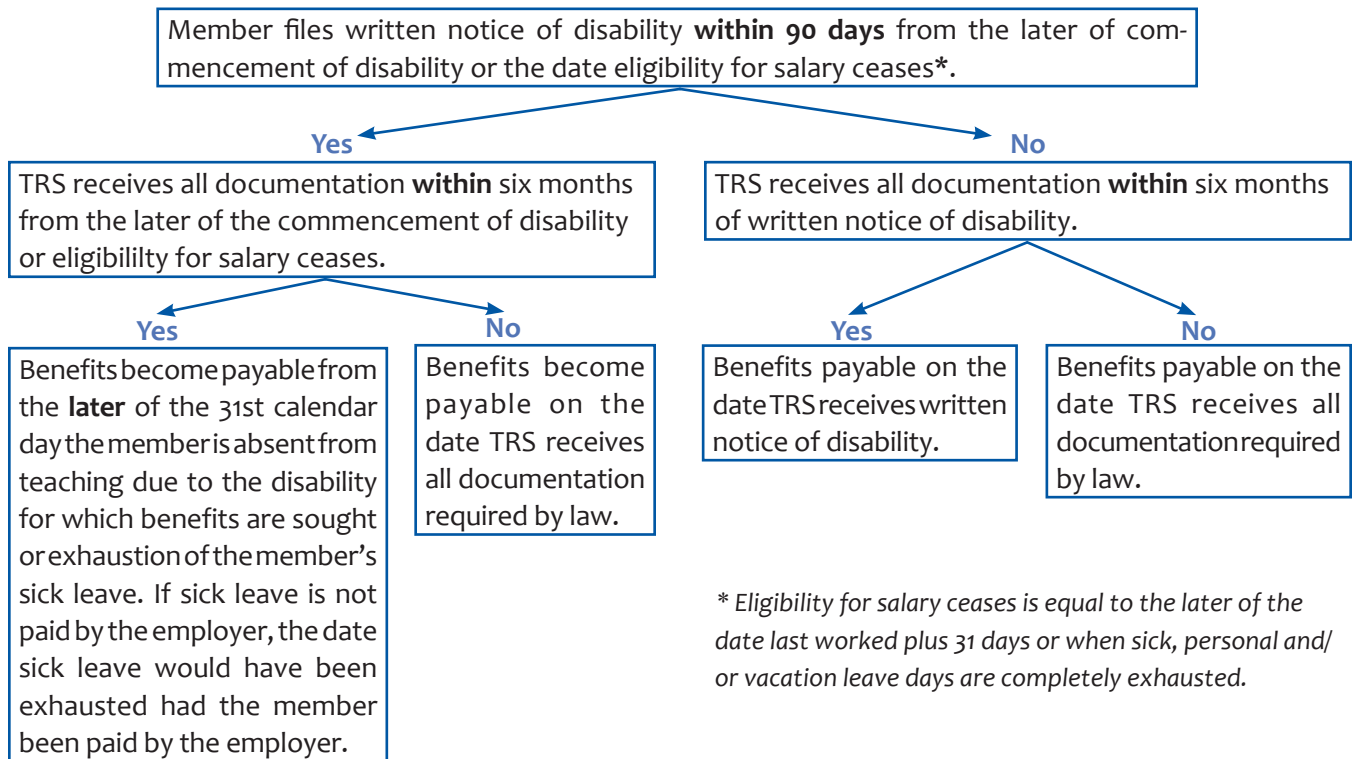 Member files written notice of disability within 90 days from the later of com-
mencement of disability or the date eligibility for salary ceases*.
Yes
No
TRS receives all documentation within six months
from the later of the commencement of disability
or eligibililty for salary ceases.
TRS receives all documentation within six months
of written notice of disability.
Yes
No
Yes
No
Benefits become payable from
the later of the 31st calendar
day the member is absent from
teaching due to the disability
for which benefits are sought
or exhaustion of the member's
sick leave. If sick leave is not
paid by the employer, the date
sick leave would have been
exhausted had the member
been paid by the employer.
Benefits become
payable on the
date TRS receives
all documentation
required by law.
Benefits payable on the
date TRS receives written
notice of disability.
Benefits payable on the
date TRS receives all
documentation required
by law.
* Eligibility for salary ceases is equal to the later of the
date last worked plus 31 days or when sick, personal and/
or vacation leave days are completely exhausted.